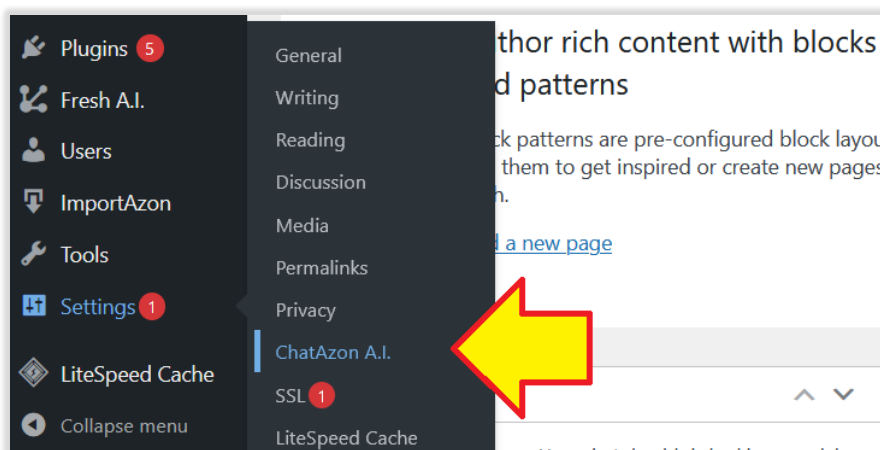 Plugins 5
Fresh A.I.
Users
ImportAzon
Tools
Settings 1
LiteSpeed Cache
Collapse menu
General
Writing
Reading
Discussion
Media
Permalinks
Privacy
ChatAzon A.I.
SSL 1
LiteSpeed Cache
thor rich content with blocks
d patterns
ck patterns are pre-configured block layou
them to get inspired or create new pages
h.
d a new page